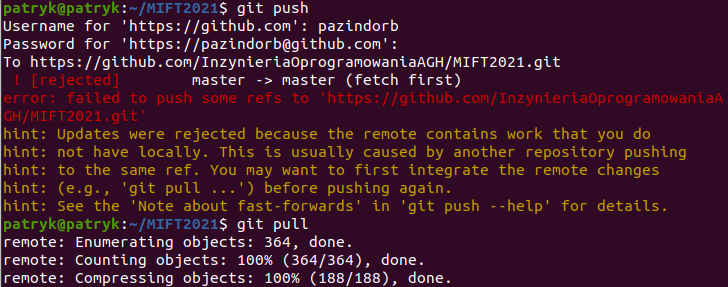 patryk@patryk:~/MIFT2021$ git push
Username for 'https://github.com': pazindorb
Password for 'https://pazindorb@github.com':
To https://github.com/InzynieriaOprogramowaniaAGH/MIFT2021.git
 ! [rejected]        master -> master (fetch first)
error: failed to push some refs to 'https://github.com/InzynieriaOprogramowaniaA
GH/MIFT2021.git'
hint: Updates were rejected because the remote contains work that you do
hint: not have locally. This is usually caused by another repository pushing
hint: to the same ref. You may want to first integrate the remote changes
hint: (e.g., 'git pull ...') before pushing again.
hint: See the 'Note about fast-forwards' in 'git push --help' for details.
patryk@patryk:~/MIFT2021$ git pull
remote: Enumerating objects: 364, done.
remote: Counting objects: 100% (364/364), done.
remote: Compressing objects: 100% (188/188), done.